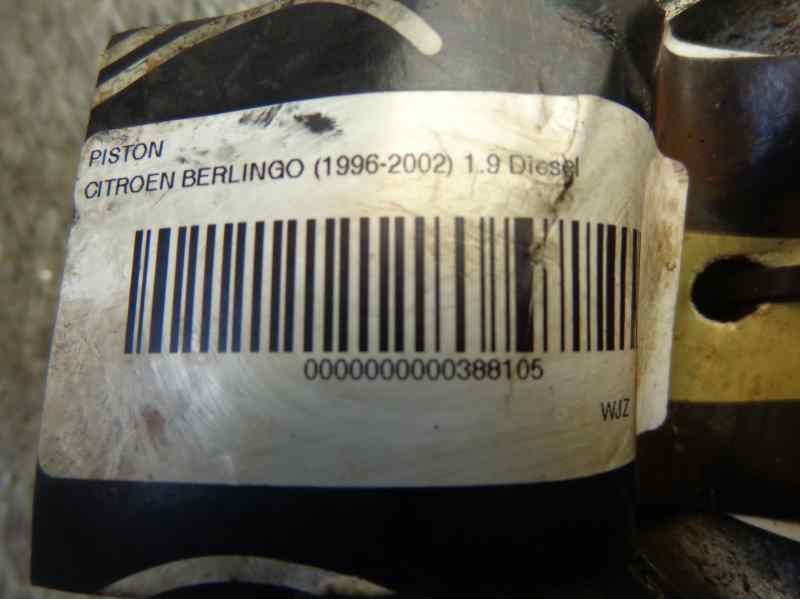 PISTON
CITROEN BERLINGO (1996-2002) 1.9 Diesel
0000000000388105
WJZ